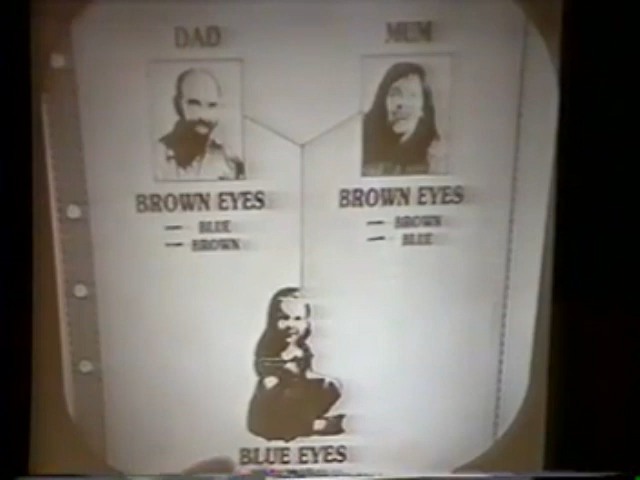 DAD
MUM
BROWN EYES
BROWN EYES
— BLUE
— BROWN
— BROWN
— BLUE
BLUE EYES